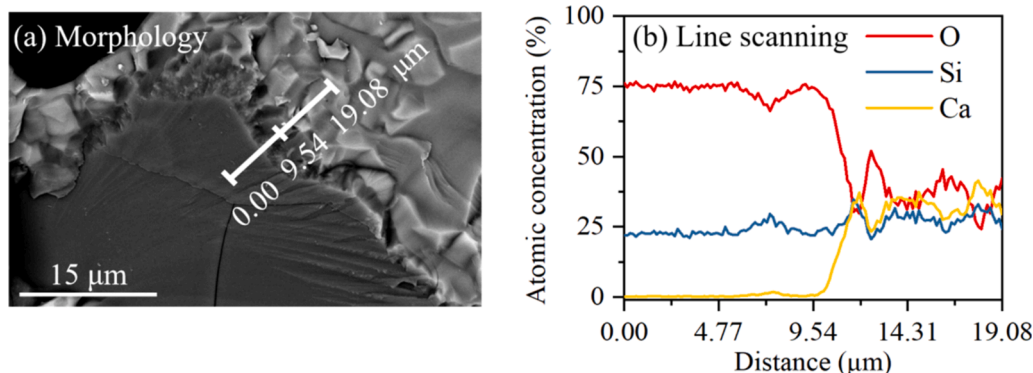 (a) Morphology
0.00 9.54 19.08 μm
15 μm
(b) Line scanning
O
Si
Ca
Atomic concentration (%)
100
75
50
25
0
0.00 4.77 9.54 14.31 19.08
Distance (μm)